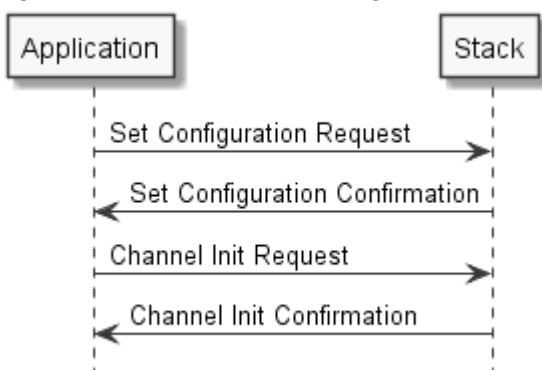 Application
Stack
Set Configuration Request
Set Configuration Confirmation
Channel Init Request
Channel Init Confirmation